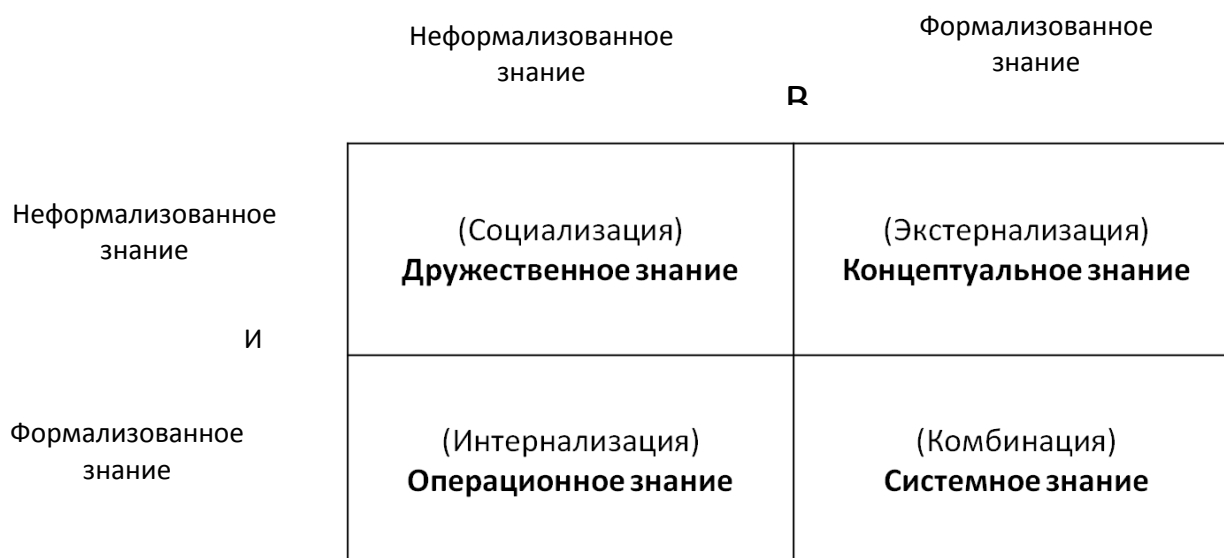 Неформализованное
знание
Формализованное
знание
В
Неформализованное
знание
(Социализация)
Дружественное знание
(Экстернализация)
Концептуальное знание
И
Формализованное
знание
(Интернализация)
Операционное знание
(Комбинация)
Системное знание